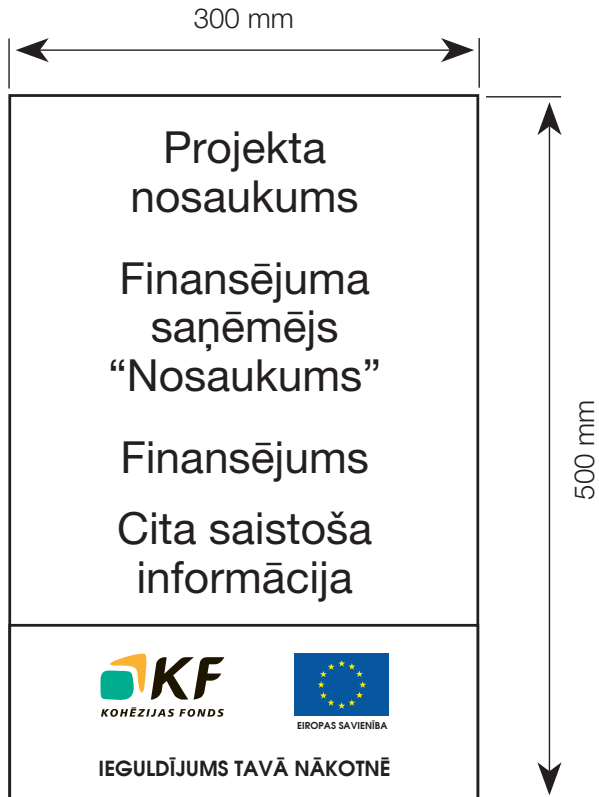 300 mm
Projekta
nosaukums
Finansējuma
saņēmējs
“Nosaukums”
Finansējums
Cita saistoša
informācija
500 mm
KF
KOHĒZIJAS FONDS
EIROPAS SAVIENĪBA
IEGULDĪJUMS TAVĀ NĀKOTNĒ